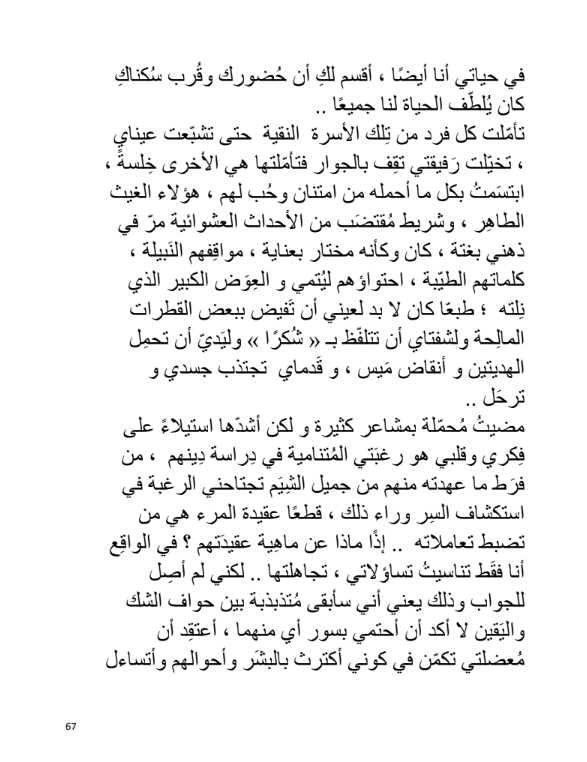 في حياتي أنا أيضًا ، أقسم لكِ أن حُضورك وقُرب سُكناكِ
كان يُلطّف الحياة لنا جميعًا ..
تأمّلت كل فرد من تِلك الأسرة النقية حتى تشبّعت عيناي
، تخيّلت رَفيقتي تقِف بالجوار فتأمّلتها هي الأخرى خِلسةً ،
ابتسَمتُ بكل ما أحمله من امتنان وحُب لهم ، هؤلاء الغيث
الطاهِر ، وشريط مُقتضَب من الأحداث العشوائية مرّ في
ذهني بغتة ، كان وكأنه مختار بعناية ، مواقِفهم النَبيلة ،
كلماتهم الطيّبة ، احتواؤهم ليُتمي و العِوَض الكبير الذي
نِلته ؛ طبعًا كان لا بد لعيني أن تَفيض ببعض القطرات
المالِحة ولشفتاي أن تتلفّظ بـ « شُكرًا » وليَديّ أن تحمِل
الهديتين و أنقاض مَيس ، و قَدماي تجتذب جسدي و
ترحَل ..
مضيتُ مُحمّلة بمشاعر كثيرة و لكن أشدّها استيلاءً على
فِكري وقلبي هو رغبَتي المُتنامية في دِراسة دِينهم ، من
فرَط ما عهدته منهم من جميل الشِيَم تجتاحني الرغبة في
استكشاف السِر وراء ذلك ، قطعًا عقيدة المرء هي من
تضبط تعاملاته .. إذًا ماذا عن ماهِية عقيدَتهم ؟ في الواقِع
أنا فقَط تناسيتُ تساؤلاتي ، تجاهلتها .. لكني لم أصِل
للجواب وذلك يعني أني سأبقى مُتذبذبة بين حواف الشك
واليَقين لا أكد أن أحتمي بسور أي منهما ، أعتقِد أن
مُعضلتي تكمّن في كوني أكترث بالبشَر وأحوالهم وأتساءل
67